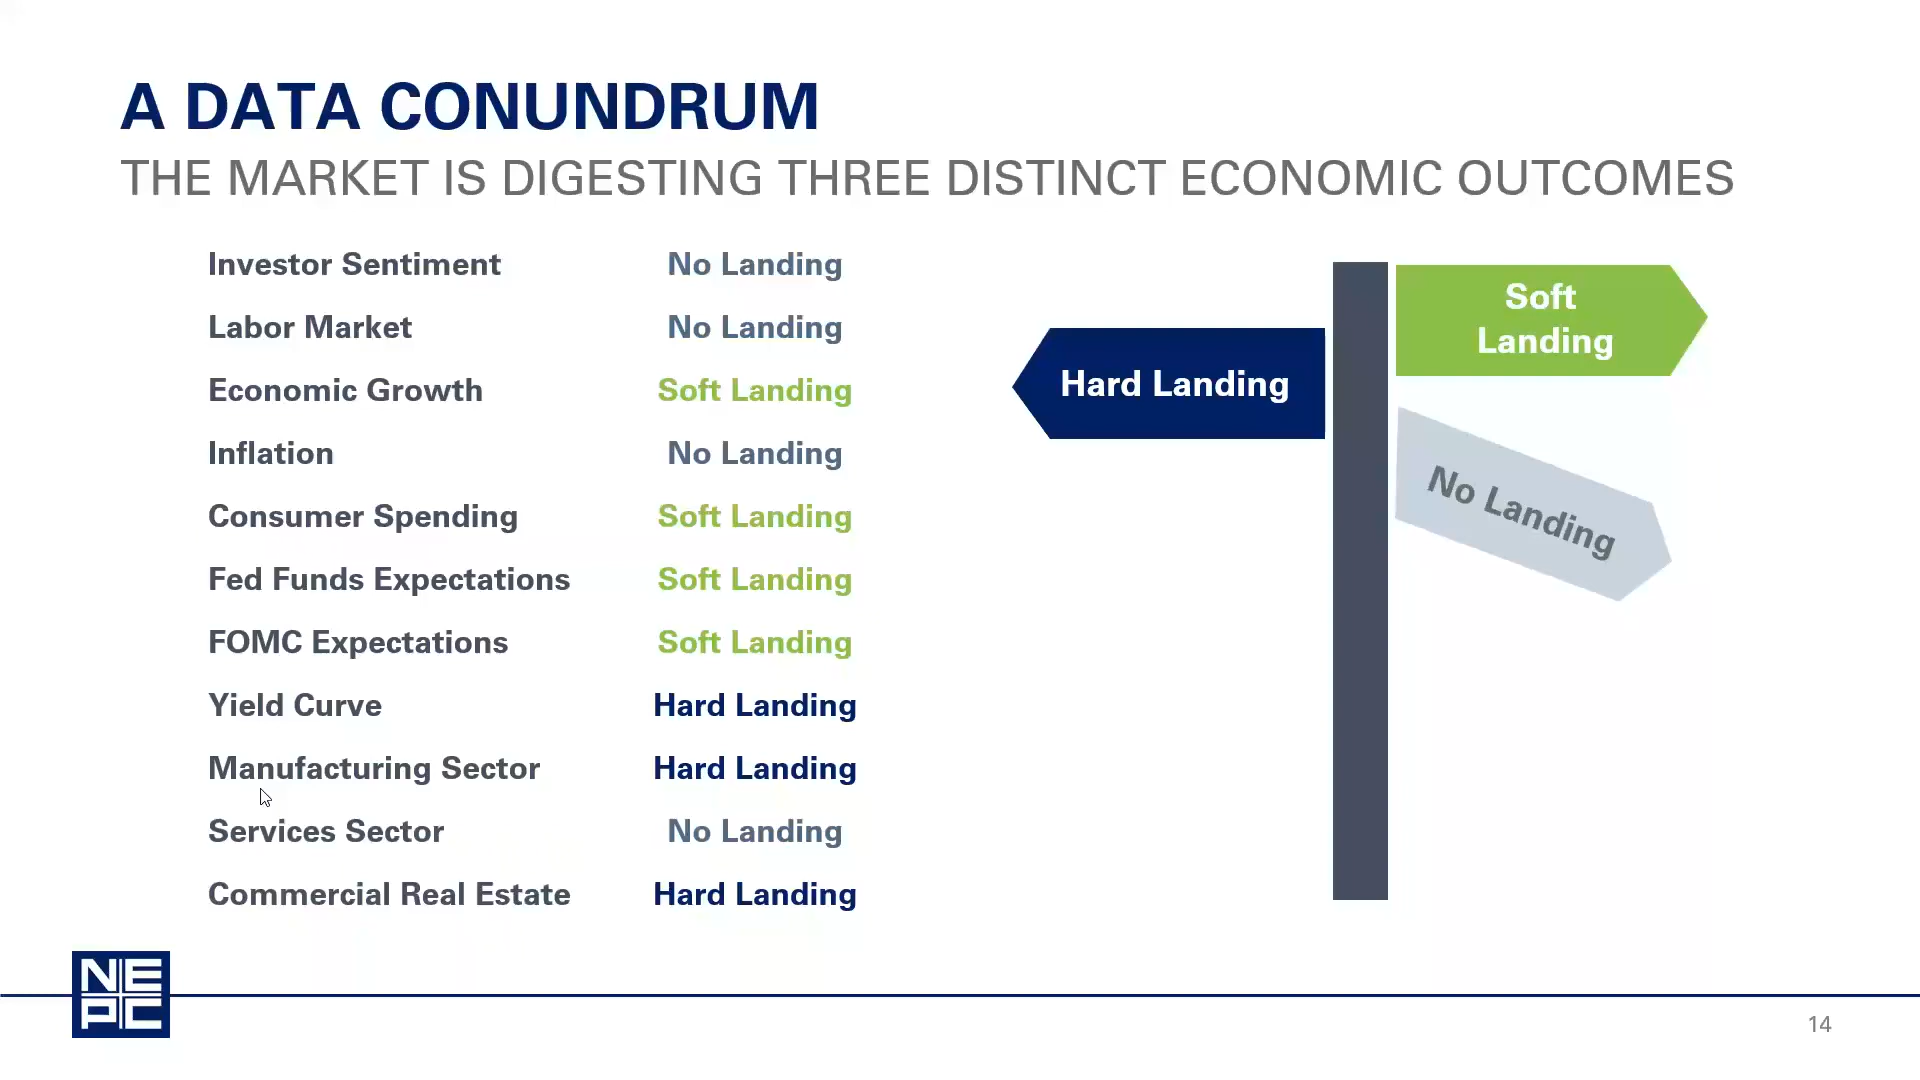 A DATA CONUNDRUM
THE MARKET IS DIGESTING THREE DISTINCT ECONOMIC OUTCOMES
Investor Sentiment No Landing
Labor Market No Landing
Economic Growth Soft Landing
Inflation No Landing
Consumer Spending Soft Landing
Fed Funds Expectations Soft Landing
FOMC Expectations Soft Landing
Yield Curve Hard Landing
Manufacturing Sector Hard Landing
Services Sector No Landing
Commercial Real Estate Hard Landing
Soft
Landing
Hard Landing
No Landing
NE
PC
14